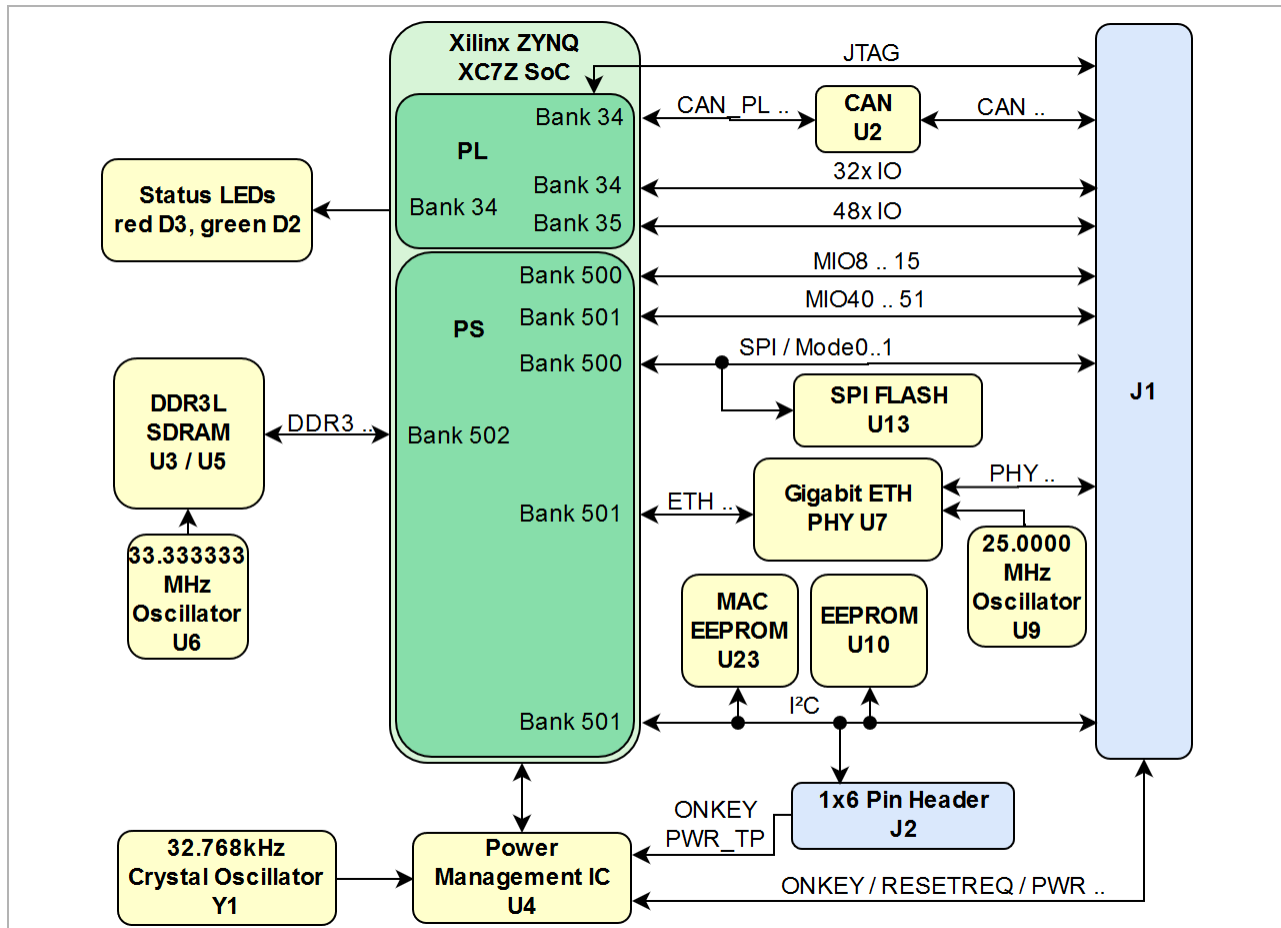 Xilinx ZYNQ
XC7Z SoC
JTAG
Bank 34
CAN_PL ..
CAN
U2
CAN ..
PL
Bank 34
32x IO
Status LEDs
red D3, green D2
Bank 34
Bank 35
48x IO
Bank 500
MIO8 .. 15
PS
Bank 501
MIO40 .. 51
Bank 500
SPI / Mode0..1
SPI FLASH
U13
J1
DDR3L
SDRAM
U3 / U5
DDR3 ..
Bank 502
Bank 501
ETH ..
Gigabit ETH
PHY U7
PHY ..
33.333333
MHz
Oscillator
U6
25.0000
MHz
Oscillator
U9
MAC
EEPROM
U23
EEPROM
U10
Bank 501
I²C
1x6 Pin Header
J2
ONKEY
PWR_TP
32.768kHz
Crystal Oscillator
Y1
Power
Management IC
U4
ONKEY / RESETREQ / PWR ..